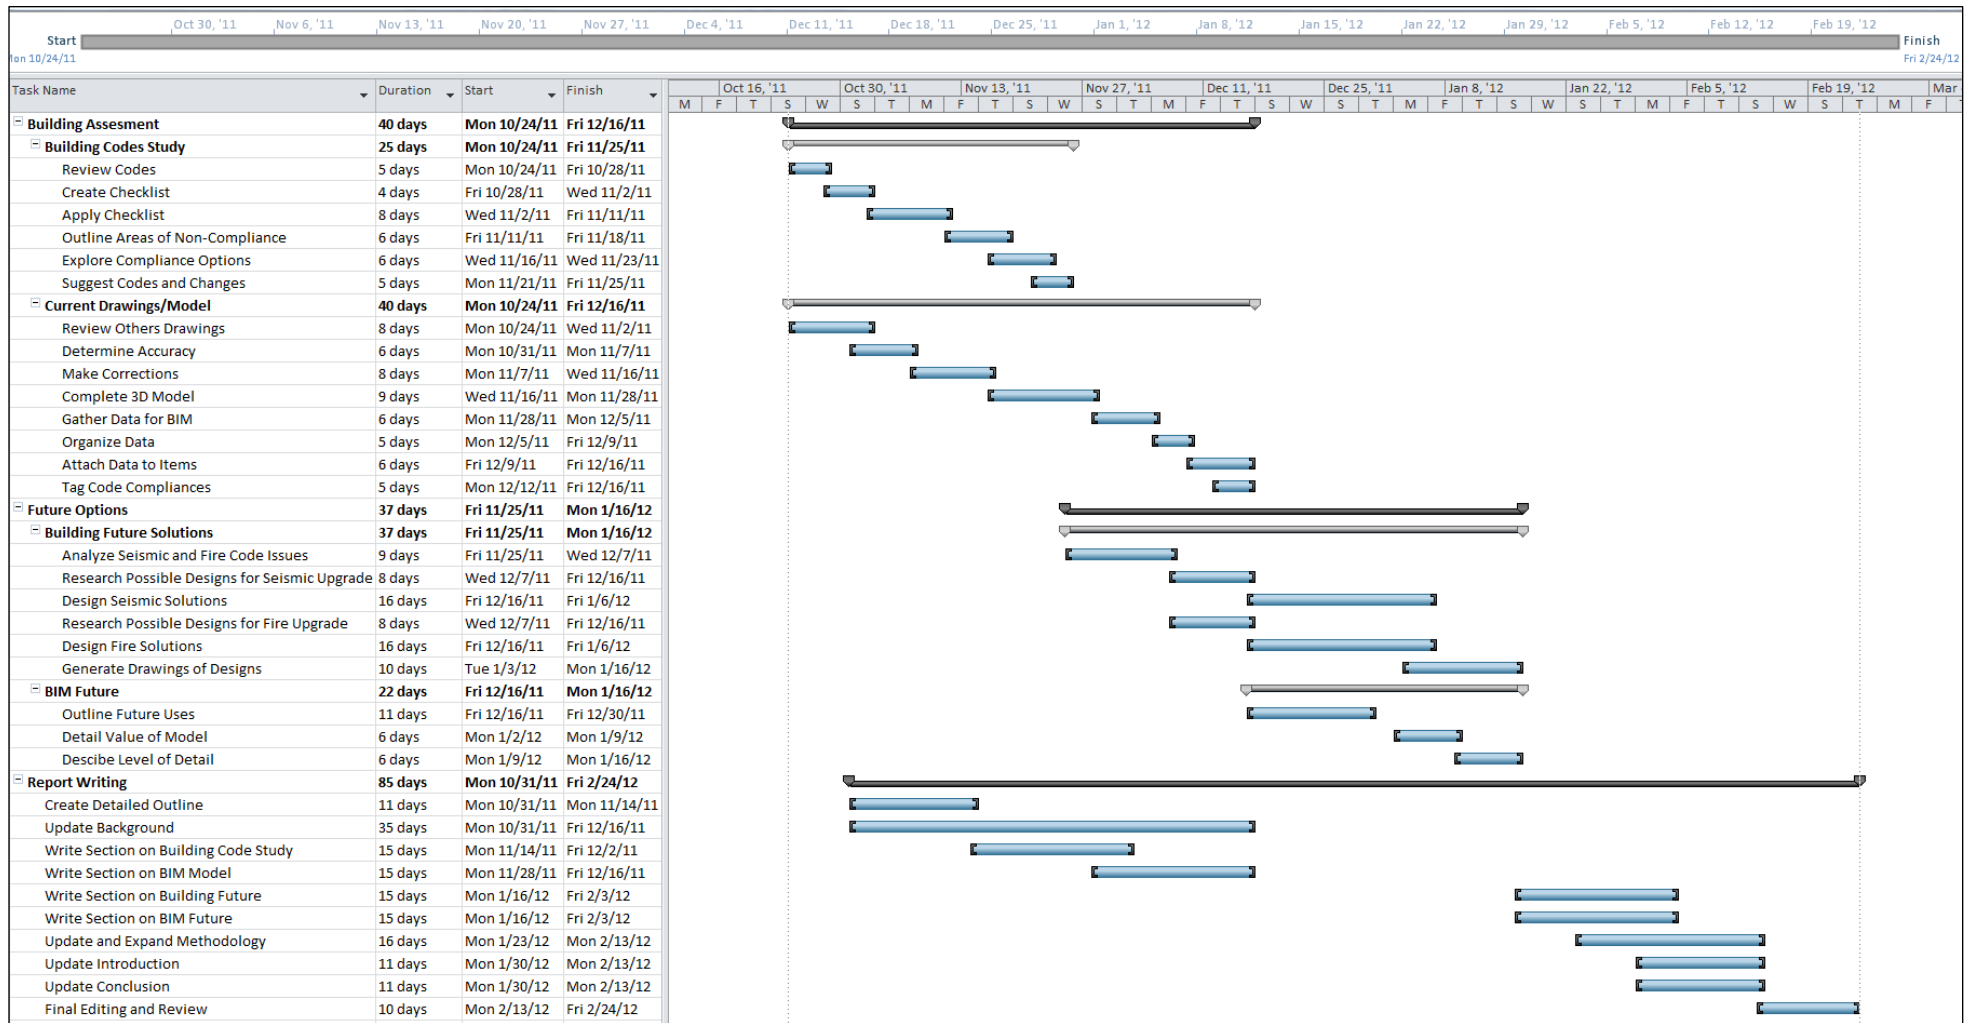 Oct 30, '11 Nov 6, '11 Nov 13, '11 Nov 20, '11 Nov 27, '11 Dec 4, '11 Dec 11, '11 Dec 18, '11 Dec 25, '11 Jan 1, '12 Jan 8, '12 Jan 15, '12 Jan 22, '12 Jan 29, '12 Feb 5, '12 Feb 12, '12 Feb 19, '12
Start Finish
Mon 10/24/11 Fri 2/24/12
Task Name Duration Start Finish Oct 16, '11 Oct 30, '11 Nov 13, '11 Nov 27, '11 Dec 11, '11 Dec 25, '11 Jan 8, '12 Jan 22, '12 Feb 5, '12 Feb 19, '12 Mar
M F T S W S T M F T S W S T M F T S W S T M F T S W S T M F T S W S T M F
Building Assesment 40 days Mon 10/24/11 Fri 12/16/11
Building Codes Study 25 days Mon 10/24/11 Fri 11/25/11
Review Codes 5 days Mon 10/24/11 Fri 10/28/11
Create Checklist 4 days Fri 10/28/11 Wed 11/2/11
Apply Checklist 8 days Wed 11/2/11 Fri 11/11/11
Outline Areas of Non-Compliance 6 days Fri 11/11/11 Fri 11/18/11
Explore Compliance Options 6 days Wed 11/16/11 Wed 11/23/11
Suggest Codes and Changes 5 days Mon 11/21/11 Fri 11/25/11
Current Drawings/Model 40 days Mon 10/24/11 Fri 12/16/11
Review Others Drawings 8 days Mon 10/24/11 Wed 11/2/11
Determine Accuracy 6 days Mon 10/31/11 Mon 11/7/11
Make Corrections 8 days Mon 11/7/11 Wed 11/16/11
Complete 3D Model 9 days Wed 11/16/11 Mon 11/28/11
Gather Data for BIM 6 days Mon 11/28/11 Mon 12/5/11
Organize Data 5 days Mon 12/5/11 Fri 12/9/11
Attach Data to Items 6 days Fri 12/9/11 Fri 12/16/11
Tag Code Compliances 5 days Mon 12/12/11 Fri 12/16/11
Future Options 37 days Fri 11/25/11 Mon 1/16/12
Building Future Solutions 37 days Fri 11/25/11 Mon 1/16/12
Analyze Seismic and Fire Code Issues 9 days Fri 11/25/11 Wed 12/7/11
Research Possible Designs for Seismic Upgrade 8 days Wed 12/7/11 Fri 12/16/11
Design Seismic Solutions 16 days Fri 12/16/11 Fri 1/6/12
Research Possible Designs for Fire Upgrade 8 days Wed 12/7/11 Fri 12/16/11
Design Fire Solutions 16 days Fri 12/16/11 Fri 1/6/12
Generate Drawings of Designs 10 days Tue 1/3/12 Mon 1/16/12
BIM Future 22 days Fri 12/16/11 Mon 1/16/12
Outline Future Uses 11 days Fri 12/16/11 Fri 12/30/11
Detail Value of Model 6 days Mon 1/2/12 Mon 1/9/12
Descibe Level of Detail 6 days Mon 1/9/12 Mon 1/16/12
Report Writing 85 days Mon 10/31/11 Fri 2/24/12
Create Detailed Outline 11 days Mon 10/31/11 Mon 11/14/11
Update Background 35 days Mon 10/31/11 Fri 12/16/11
Write Section on Building Code Study 15 days Mon 11/14/11 Fri 12/2/11
Write Section on BIM Model 15 days Mon 11/28/11 Fri 12/16/11
Write Section on Building Future 15 days Mon 1/16/12 Fri 2/3/12
Write Section on BIM Future 15 days Mon 1/16/12 Fri 2/3/12
Update and Expand Methodology 16 days Mon 1/23/12 Mon 2/13/12
Update Introduction 11 days Mon 1/30/12 Mon 2/13/12
Update Conclusion 11 days Mon 1/30/12 Mon 2/13/12
Final Editing and Review 10 days Mon 2/13/12 Fri 2/24/12